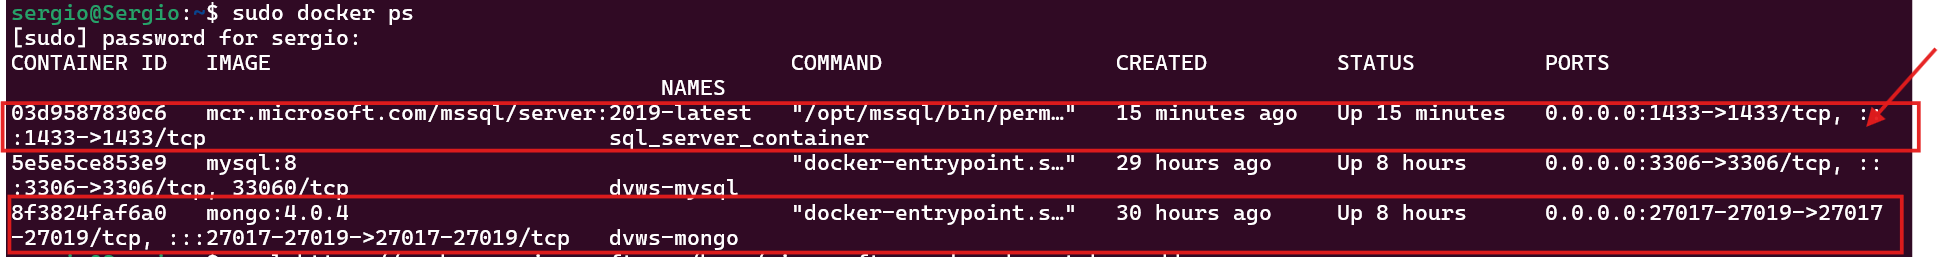 sergio@Sergio:~$ sudo docker ps
[sudo] password for sergio:
CONTAINER ID   IMAGE                                        COMMAND                  CREATED          STATUS          PORTS
                                                  NAMES
03d9587830c6   mcr.microsoft.com/mssql/server:2019-latest   "/opt/mssql/bin/perm…"   15 minutes ago   Up 15 minutes   0.0.0.0:1433->1433/tcp, ::
:1433->1433/tcp                               sql_server_container
5e5e5ce853e9   mysql:8                                      "docker-entrypoint.s…"   29 hours ago     Up 8 hours      0.0.0.0:3306->3306/tcp, ::
:3306->3306/tcp, 33060/tcp                    dvws-mysql
8f3824faf6a0   mongo:4.0.4                                  "docker-entrypoint.s…"   30 hours ago     Up 8 hours      0.0.0.0:27017-27019->27017
-27019/tcp, :::27017-27019->27017-27019/tcp   dvws-mongo